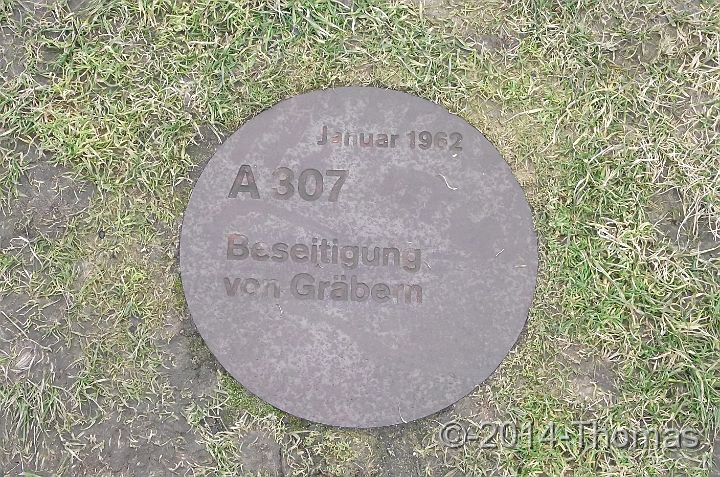 Januar 1962
A 307
Beseitigung
von Gräbern
©-2014-Thomas